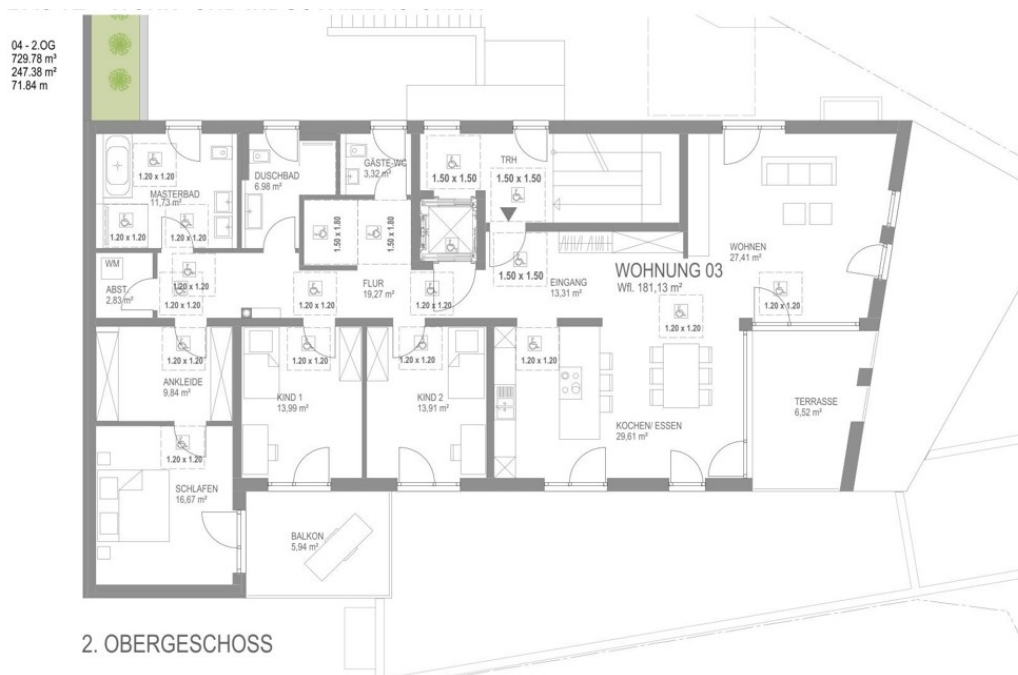 04 - 2.OG
729.78 m³
247.38 m²
71.84 m
MASTERBAD
11,73 m²
1.20 x 1.20
1.20 x 1.20
1.20 x 1.20
DUSCHBAD
6.98 m²
GÄSTE-WC
3,32 m²
1.50 x 1.80
1.50 x 1.80
1.50 x 1.50
TRH
1.50 x 1.50
WOHNEN
27,41 m²
WM
ABST.
2,83 m²
1.20 x 1.20
1.20 x 1.20
1.20 x 1.20
FLUR
19,27 m²
1.20 x 1.20
1.50 x 1.50
EINGANG
13,31 m²
WOHNUNG 03
Wfl. 181,13 m²
1.20 x 1.20
1.20 x 1.20
ANKLEIDE
9,84 m²
1.20 x 1.20
1.20 x 1.20
1.20 x 1.20
1.20 x 1.20
KIND 1
13,99 m²
KIND 2
13,91 m²
KOCHEN/ ESSEN
29,61 m²
TERRASSE
6,52 m²
1.20 x 1.20
SCHLAFEN
16,67 m²
BALKON
5,94 m²
2. OBERGESCHOSS